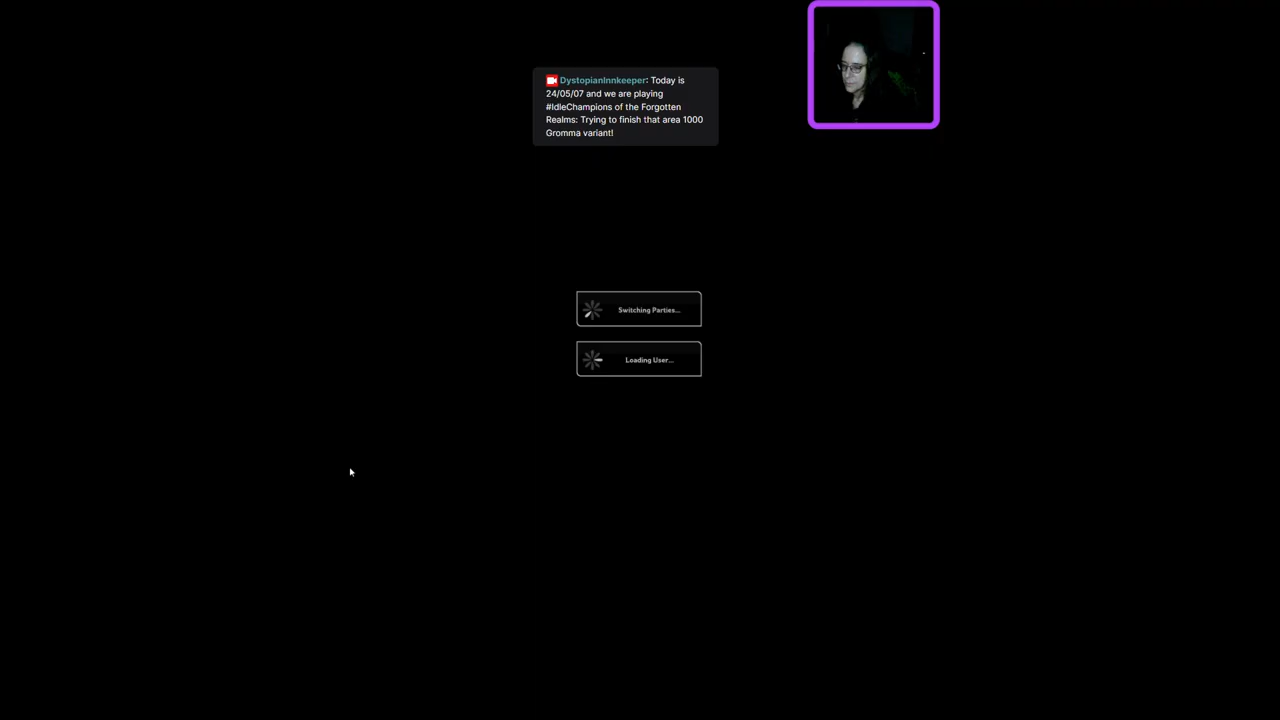 DystopianInnkeeper: Today is
24/05/07 and we are playing
#IdleChampions of the Forgotten
Realms: Trying to finish that area 1000
Gromma variant!
Switching Parties...
Loading User...